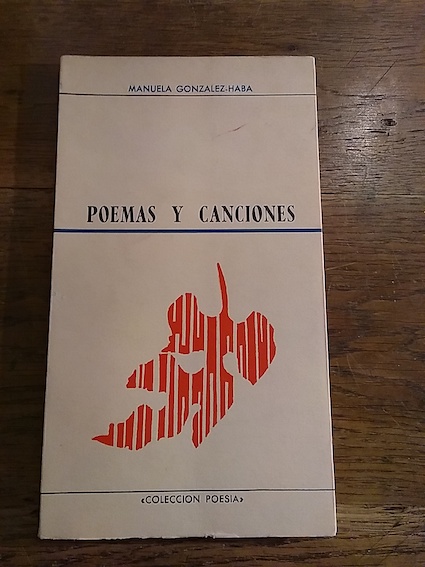 MANUELA GONZALEZ-HABA
POEMAS Y CANCIONES
«COLECCION POESIA»